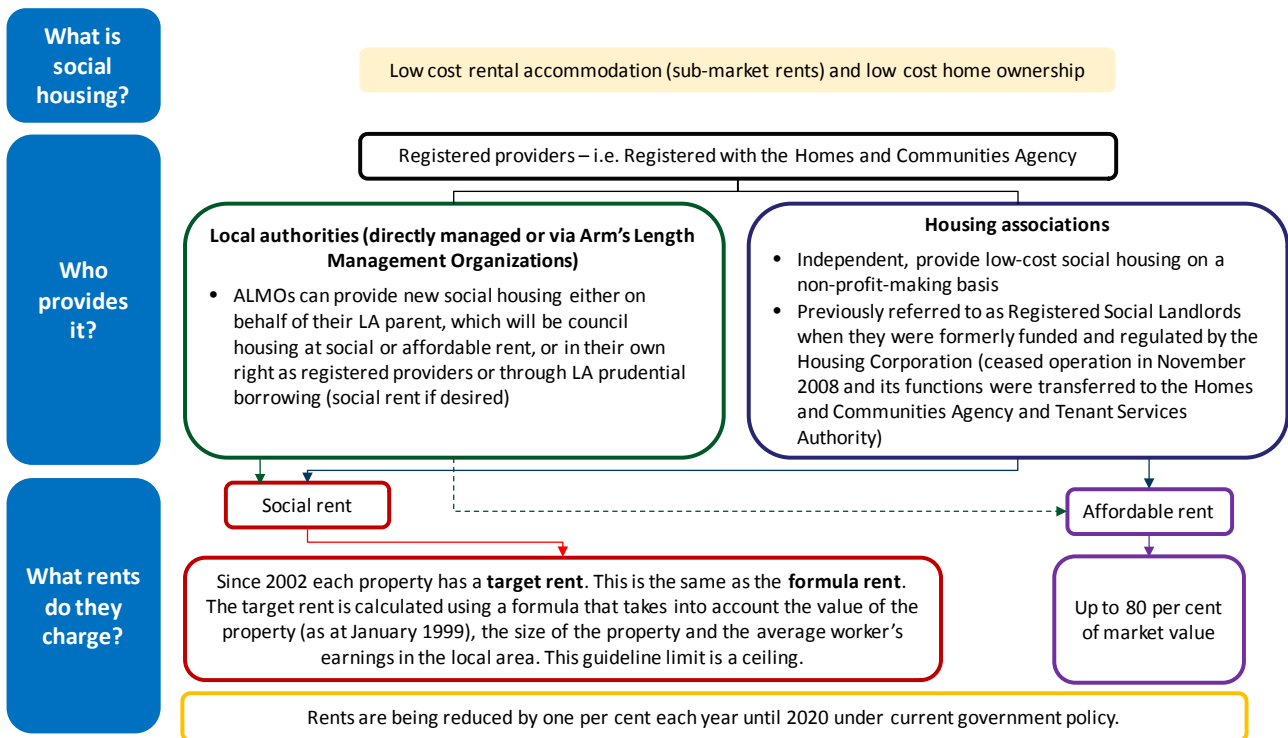 What is
social
housing?
Low cost rental accommodation (sub-market rents) and low cost home ownership
Who
provides
it?
Registered providers – i.e. Registered with the Homes and Communities Agency
Local authorities (directly managed or via Arm’s Length
Management Organizations)
• ALMOs can provide new social housing either on
behalf of their LA parent, which will be council
housing at social or affordable rent, or in their own
right as registered providers or through LA prudential
borrowing (social rent if desired)
Housing associations
• Independent, provide low-cost social housing on a
non-profit-making basis
• Previously referred to as Registered Social Landlords
when they were formerly funded and regulated by the
Housing Corporation (ceased operation in November
2008 and its functions were transferred to the Homes
and Communities Agency and Tenant Services
Authority)
What rents
do they
charge?
Social rent
Affordable rent
Since 2002 each property has a target rent. This is the same as the formula rent.
The target rent is calculated using a formula that takes into account the value of the
property (as at January 1999), the size of the property and the average worker’s
earnings in the local area. This guideline limit is a ceiling.
Up to 80 per cent
of market value
Rents are being reduced by one per cent each year until 2020 under current government policy.